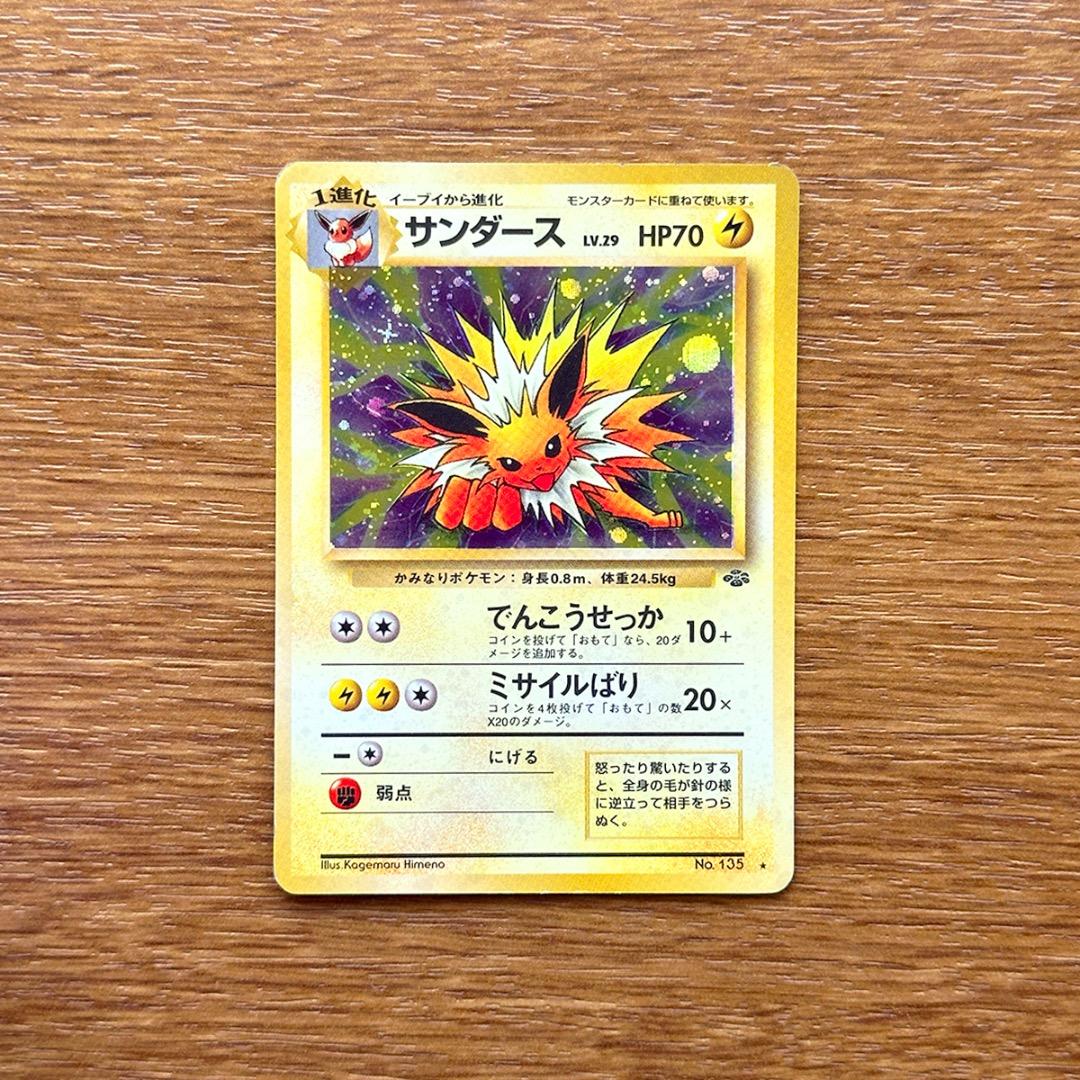 1進化 イーブイから進化 モンスターカードに重ねて使います。
サンダース LV.29 HP70
かみなりポケモン：身長0.8m、体重24.5kg
でんこうせっか 10+
コインを投げて「おもて」なら、20ダ
メージを追加する。
ミサイルばり 20×
コインを4枚投げて「おもて」の数
X20のダメージ。
にげる
弱点
怒ったり驚いたりする
と、全身の毛が針の様
に逆立って相手をつら
ぬく。
Illus.Kagemaru Himeno No. 135 ★